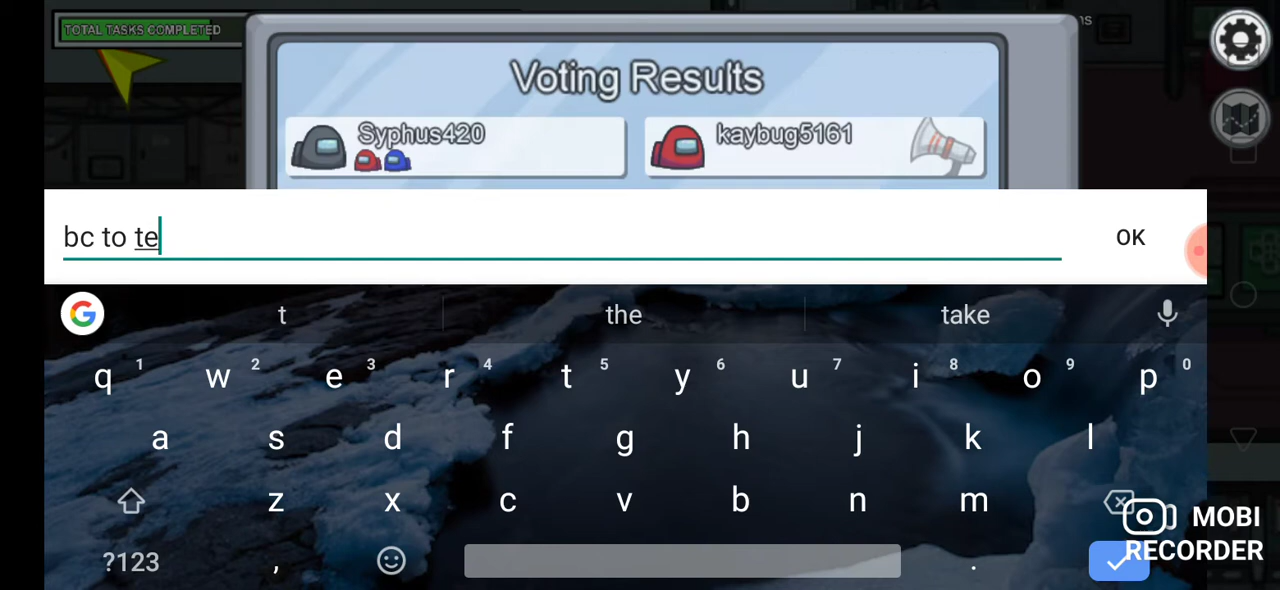 TOTAL TASKS COMPLETED
ns
Voting Results
Syphus420
kaybug5161
bc to te
OK
t the take
q 1 w 2 e 3 r 4 t 5 y 6 u 7 i 8 o 9 p 0
a s d f g h j k l
z x c v b n m
?123 , .
MOBI
RECORDER